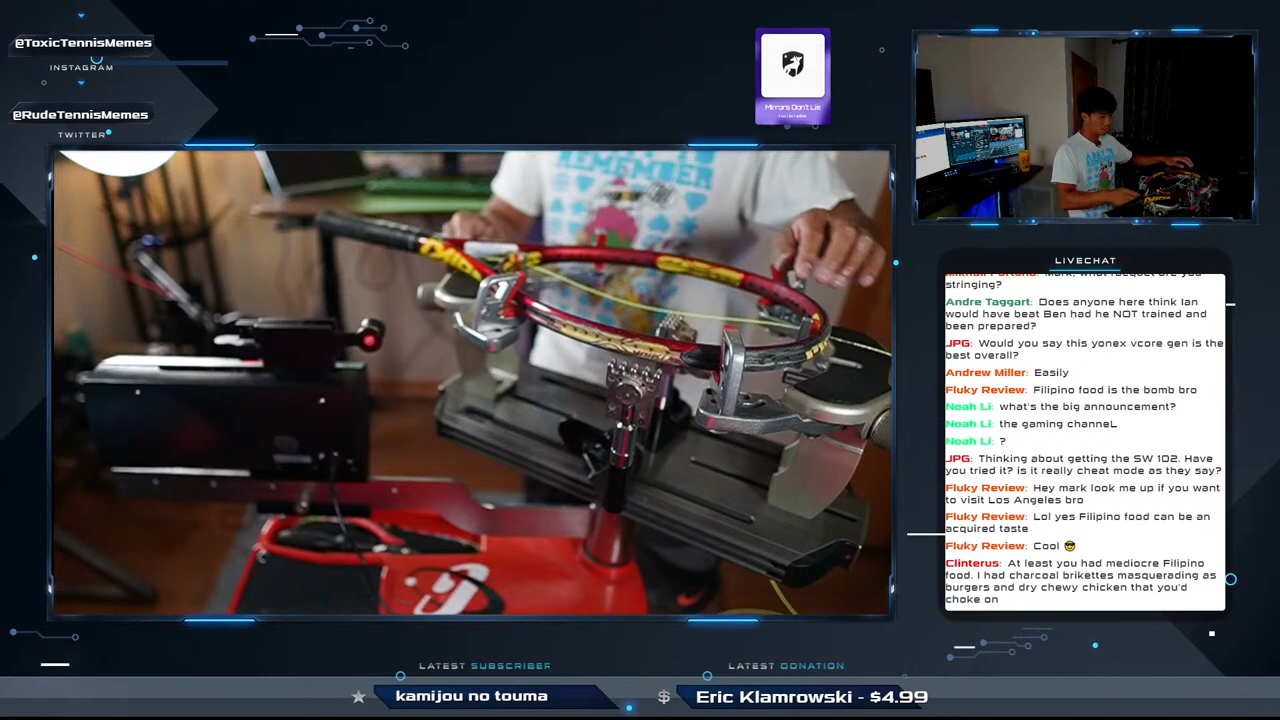 @ToxicTennisMemes
INSTAGRAM
@RudeTennisMemes
TWITTER
Mirrors Don't Lie
REMEMBER
LIVECHAT
stringing?
Andre Taggart: Does anyone here think Ian
would have beat Ben had he NOT trained and
been prepared?
JPG: Would you say this yonex vcore gen is the
best overall?
Andrew Miller: Easily
Fluky Review: Filipino food is the bomb bro
Noah Li: what's the big announcement?
Noah Li: the gaming channeL
Noah Li: ?
JPG: Thinking about getting the SW 102. Have
you tried it? is it really cheat mode as they say?
Fluky Review: Hey mark look me up if you want
to visit Los Angeles bro
Fluky Review: Lol yes Filipino food can be an
acquired taste
Fluky Review: Cool 😎
Clinterus: At least you had mediocre Filipino
food. I had charcoal brikettes masquerading as
burgers and dry chewy chicken that you'd
choke on
LATEST SUBSCRIBER
kamijou no touma
LATEST DONATION
$ Eric Klamrowski - $4.99